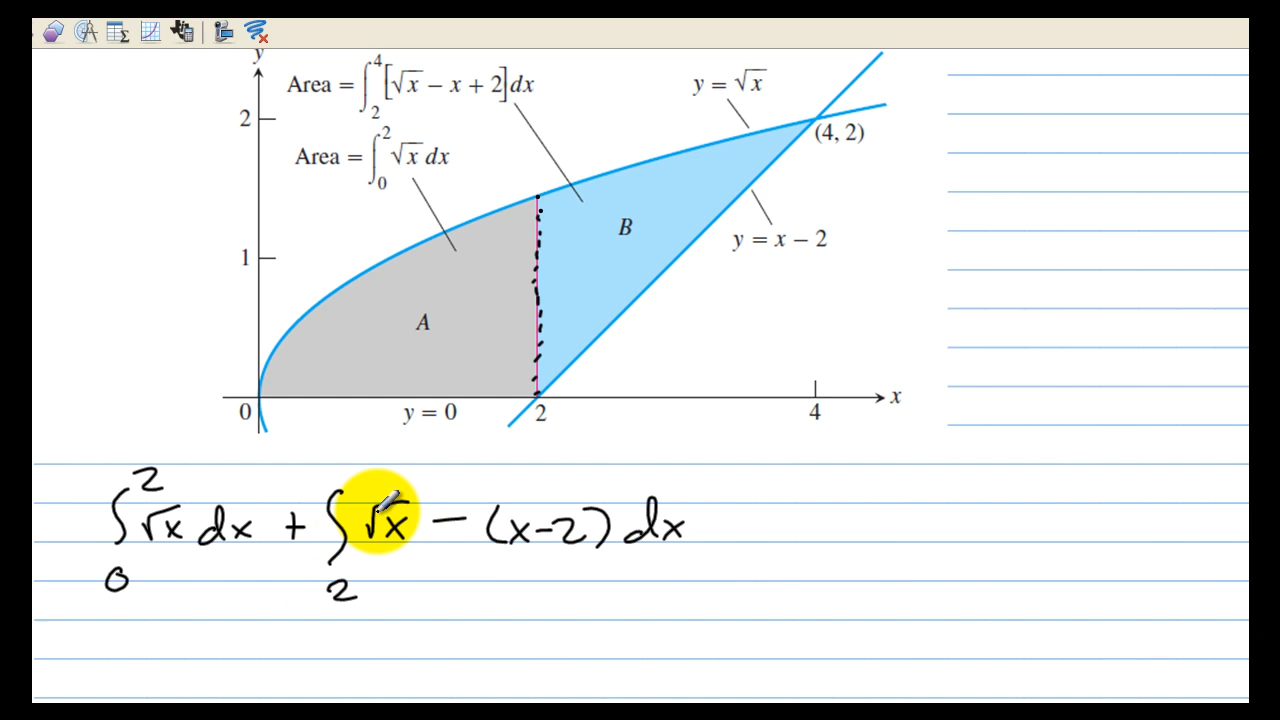 y
Area = ∫_2^4 [√x − x + 2] dx
y = √x
2
(4, 2)
Area = ∫_0^2 √x dx
B
y = x − 2
1
A
0
y = 0
2
4
x
∫_0^2 √x dx + ∫_2 √x − (x-2) dx